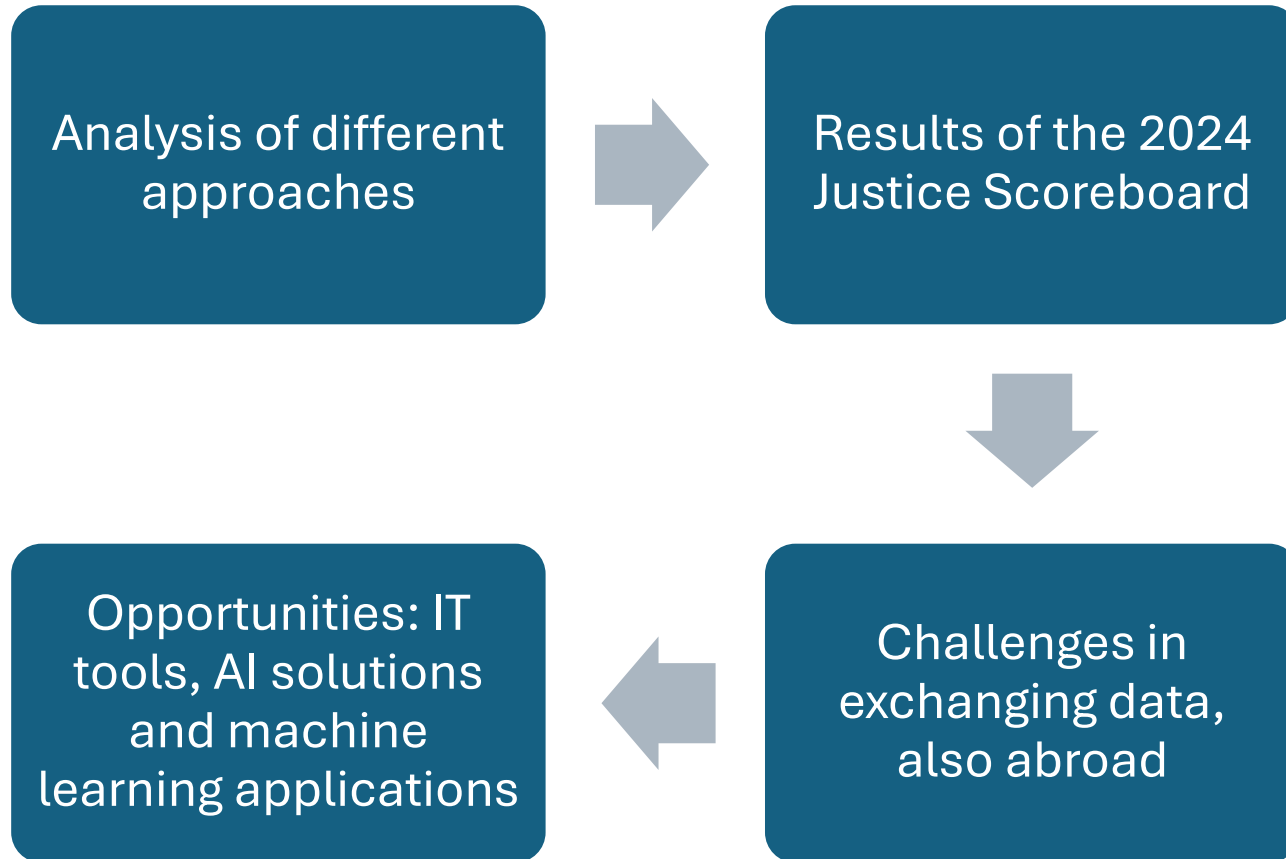 Analysis of different
approaches
Results of the 2024
Justice Scoreboard
Challenges in
exchanging data,
also abroad
Opportunities: IT
tools, AI solutions
and machine
learning applications